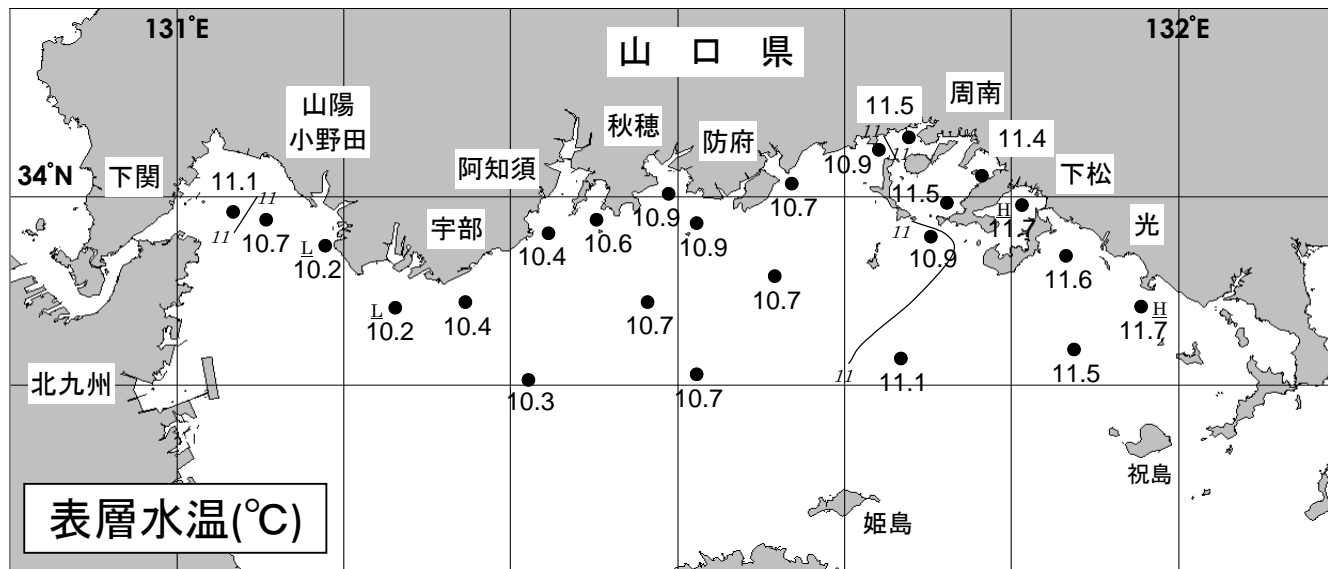 131°E
132°E
山口県
山陽
小野田
秋穂
防府
周南
11.5
11.4
34°N
下関
阿知須
下松
宇部
光
11
11
10.9
11.1
11
11
10.7
L
10.2
10.4
10.6
10.9
10.9
10.7
11.5
H
11.7
11
10.9
11.6
L
10.2
10.4
10.7
10.7
H
11.7
11.1
11
11.5
北九州
10.3
10.7
祝島
姫島
表層水温(℃)